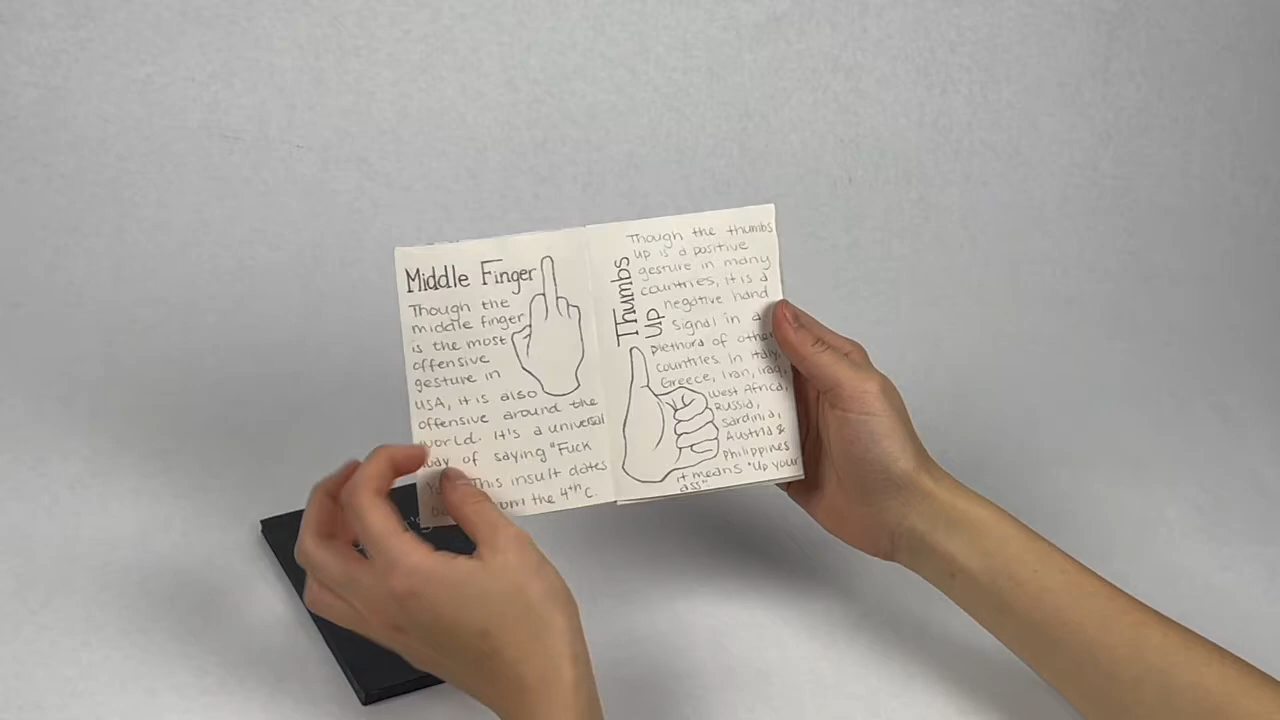 Middle Finger
Though the
middle finger
is the most
offensive
gesture in
USA, it is also
offensive around the
world. It's a universal
way of saying "Fuck
This insult dates
from the 4th C.
Thumbs
up
Though the thumbs
up is a positive
gesture in many
countries, it is a
negative hand
signal in a
plethora of other
countries. In Italy,
Greece, Iran, Iraq,
West Africa,
Russia,
Sardinia,
Austria &
Philippines
it means "up your
ass".